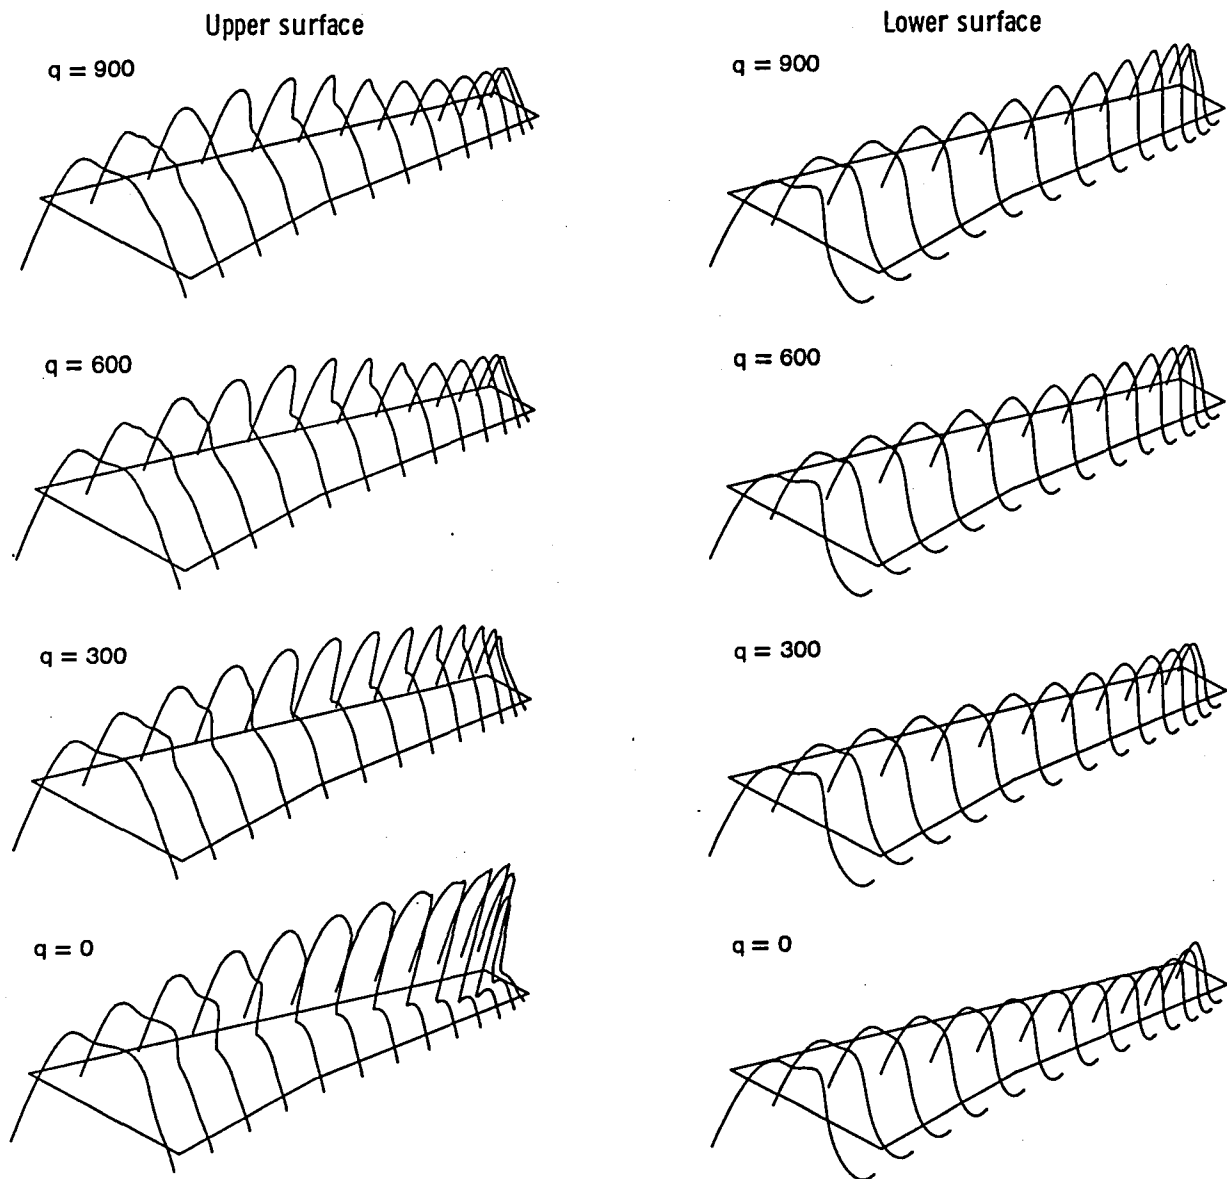 Upper surface
Lower surface
q = 900
q = 900
q = 600
q = 600
q = 300
q = 300
q = 0
q = 0